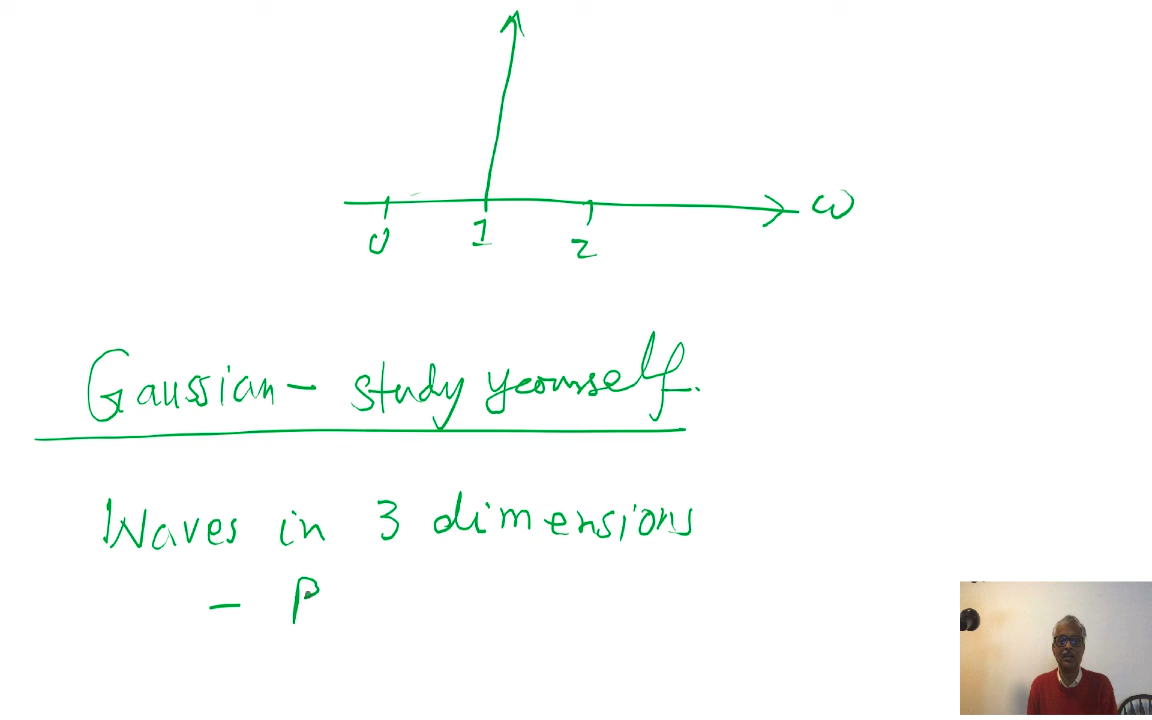 ω
0 1 2
Gaussian - study yourself.
Waves in 3 dimensions
- P